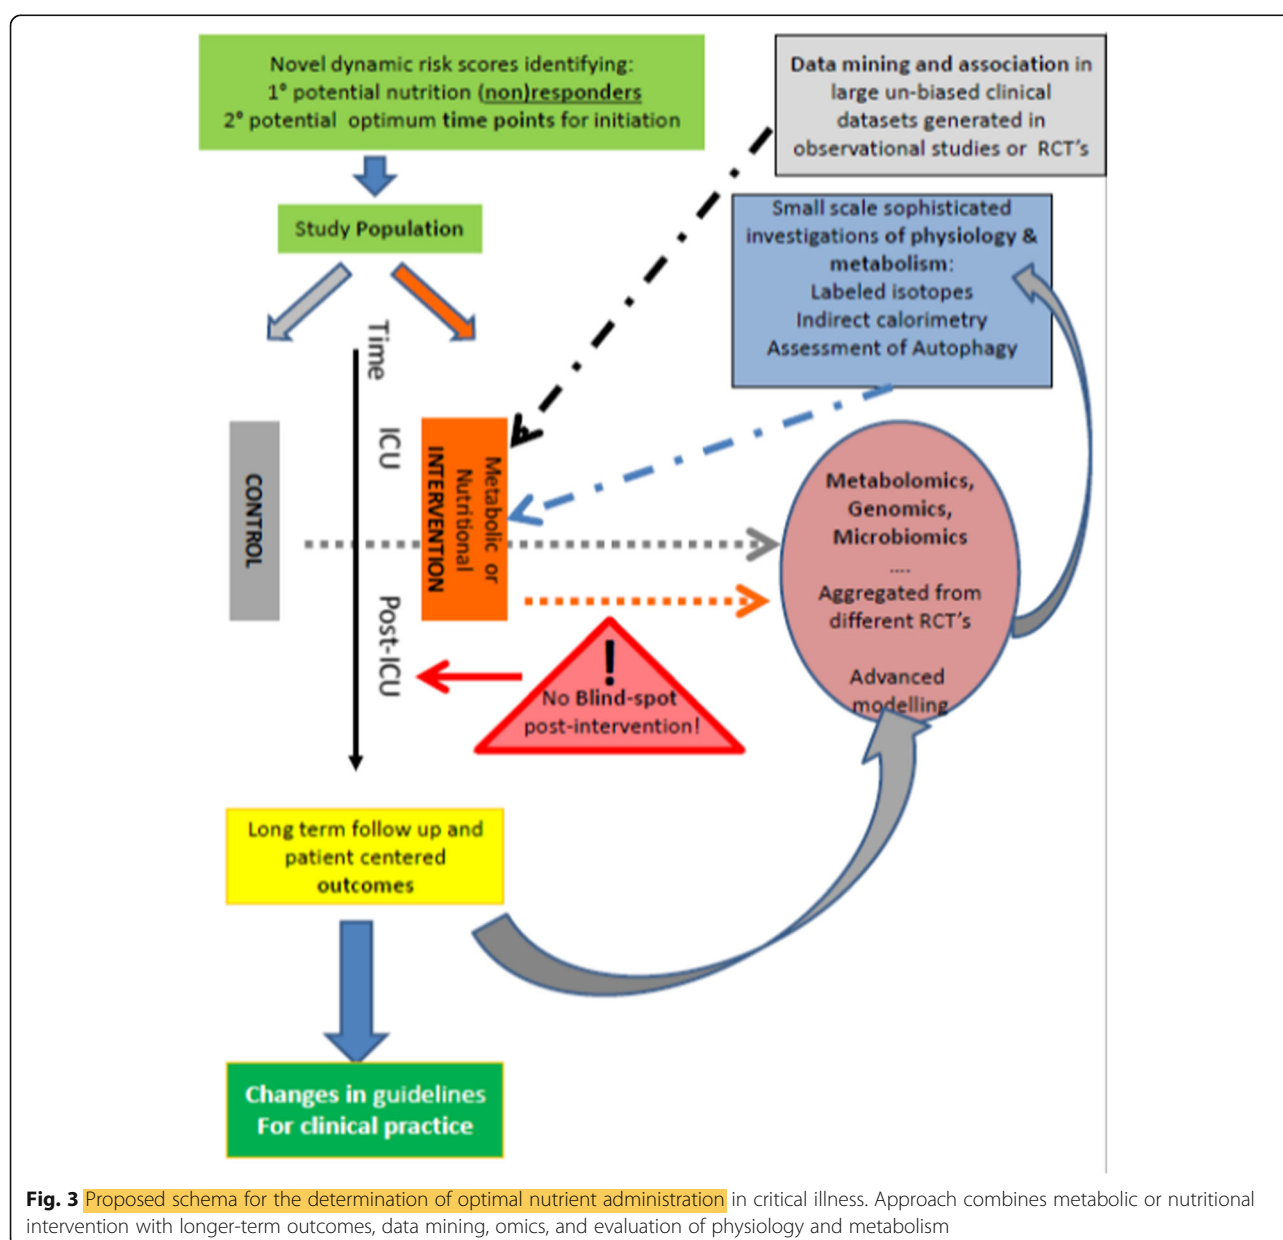 Novel dynamic risk scores identifying:
1° potential nutrition (non)responders
2° potential optimum time points for initiation
Data mining and association in
large un-biased clinical
datasets generated in
observational studies or RCT's
Study Population
Small scale sophisticated
investigations of physiology &
metabolism:
Labeled isotopes
Indirect calorimetry
Assessment of Autophagy
Time
ICU
Post-ICU
CONTROL
Metabolic or
Nutritional
INTERVENTION
Metabolomics,
Genomics,
Microbiomics
....
Aggregated from
different RCT's
Advanced
modelling
!
No Blind-spot
post-intervention!
Long term follow up and
patient centered
outcomes
Changes in guidelines
For clinical practice
Fig. 3 Proposed schema for the determination of optimal nutrient administration in critical illness. Approach combines metabolic or nutritional
intervention with longer-term outcomes, data mining, omics, and evaluation of physiology and metabolism